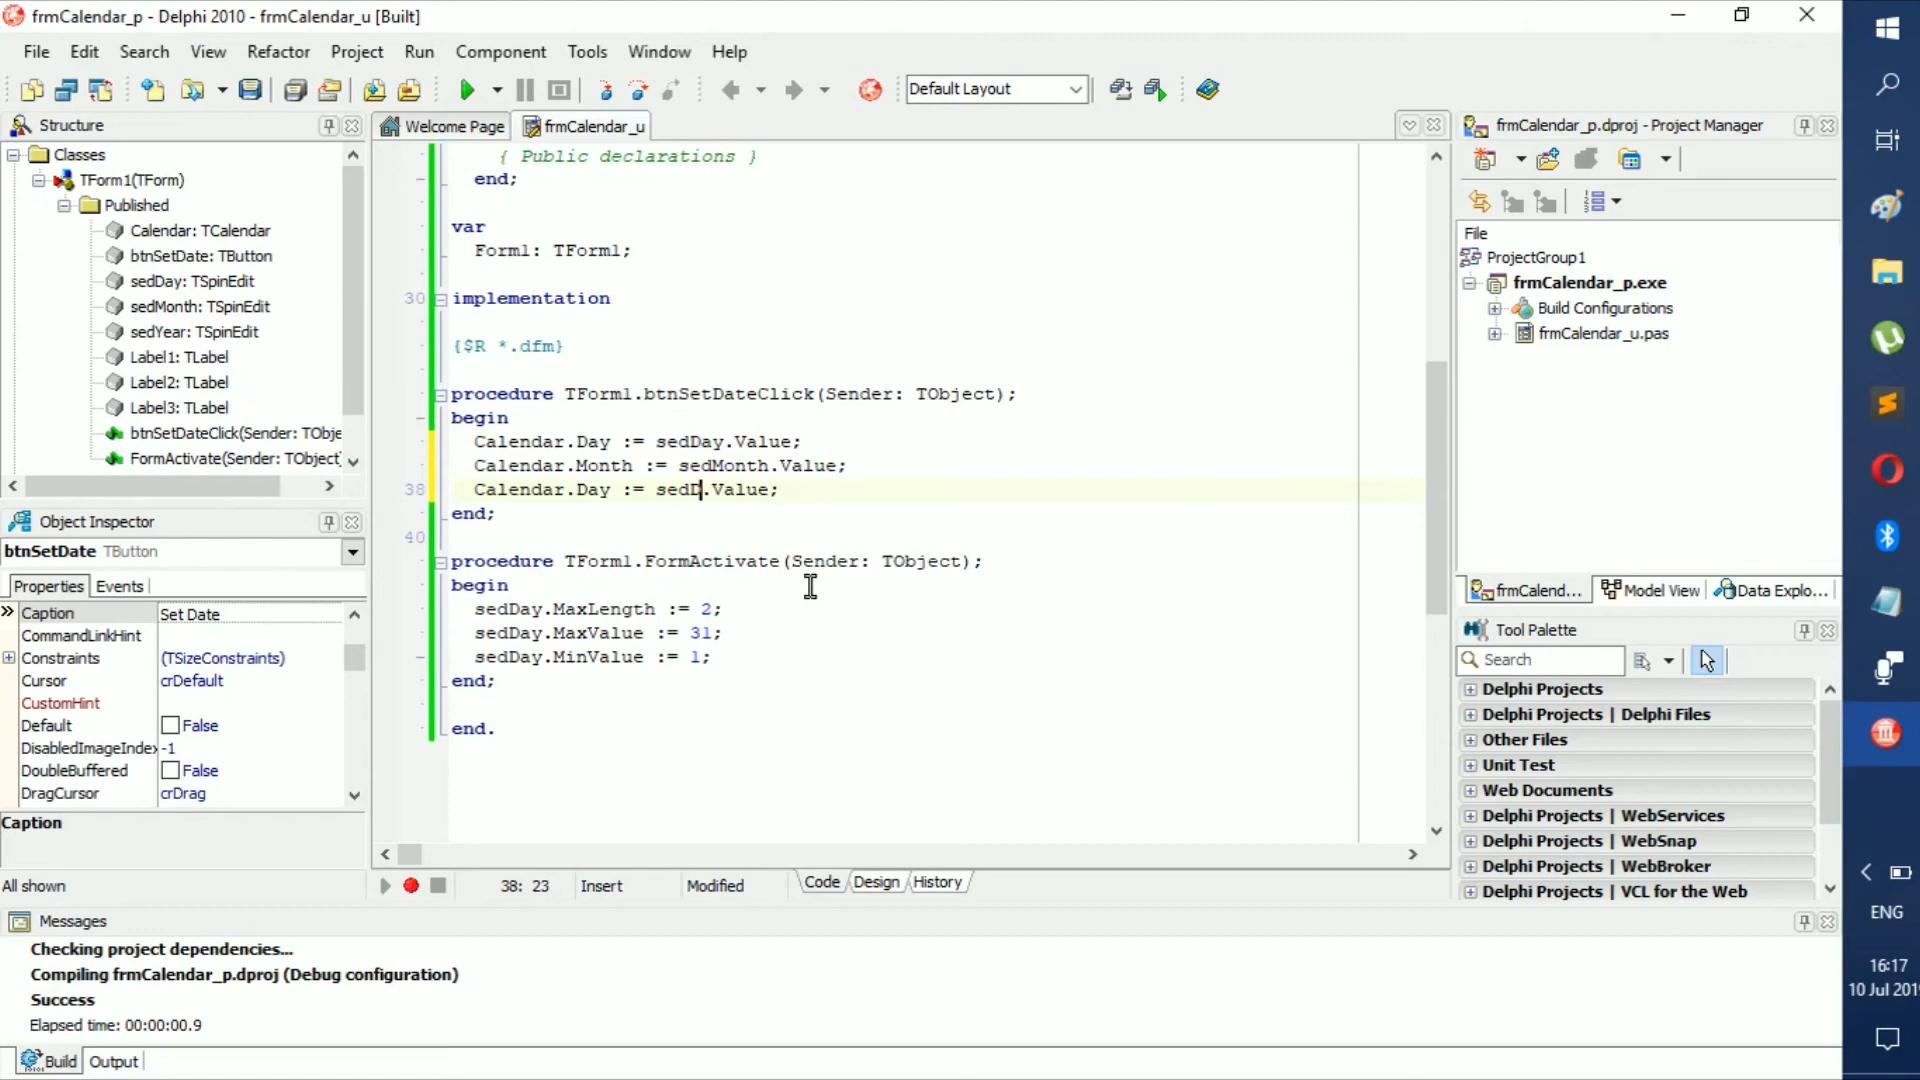 frmCalendar_p - Delphi 2010 - frmCalendar_u [Built]
File Edit Search View Refactor Project Run Component Tools Window Help
Default Layout
Structure
Classes
TForm1(TForm)
Published
Calendar: TCalendar
btnSetDate: TButton
sedDay: TSpinEdit
sedMonth: TSpinEdit
sedYear: TSpinEdit
Label1: TLabel
Label2: TLabel
Label3: TLabel
btnSetDateClick(Sender: TObje
FormActivate(Sender: TObject
Object Inspector
btnSetDate TButton
Properties Events
Caption Set Date
CommandLinkHint
Constraints (TSizeConstraints)
Cursor crDefault
CustomHint
Default False
DisabledImageIndex -1
DoubleBuffered False
DragCursor crDrag
Caption
All shown
Welcome Page frmCalendar_u
{ Public declarations }
end;
var
Form1: TForm1;
30 implementation
{$R *.dfm}
procedure TForm1.btnSetDateClick(Sender: TObject);
begin
Calendar.Day := sedDay.Value;
Calendar.Month := sedMonth.Value;
38 Calendar.Day := sedD.Value;
end;
40
procedure TForm1.FormActivate(Sender: TObject);
begin
sedDay.MaxLength := 2;
sedDay.MaxValue := 31;
sedDay.MinValue := 1;
end;
end.
38: 23 Insert Modified Code Design History
frmCalendar_p.dproj - Project Manager
File
ProjectGroup1
frmCalendar_p.exe
Build Configurations
frmCalendar_u.pas
frmCalend... Model View Data Explo...
Tool Palette
Search
Delphi Projects
Delphi Projects | Delphi Files
Other Files
Unit Test
Web Documents
Delphi Projects | WebServices
Delphi Projects | WebSnap
Delphi Projects | WebBroker
Delphi Projects | VCL for the Web
Messages
Checking project dependencies...
Compiling frmCalendar_p.dproj (Debug configuration)
Success
Elapsed time: 00:00:00.9
Build Output
ENG
16:17
10 Jul 201